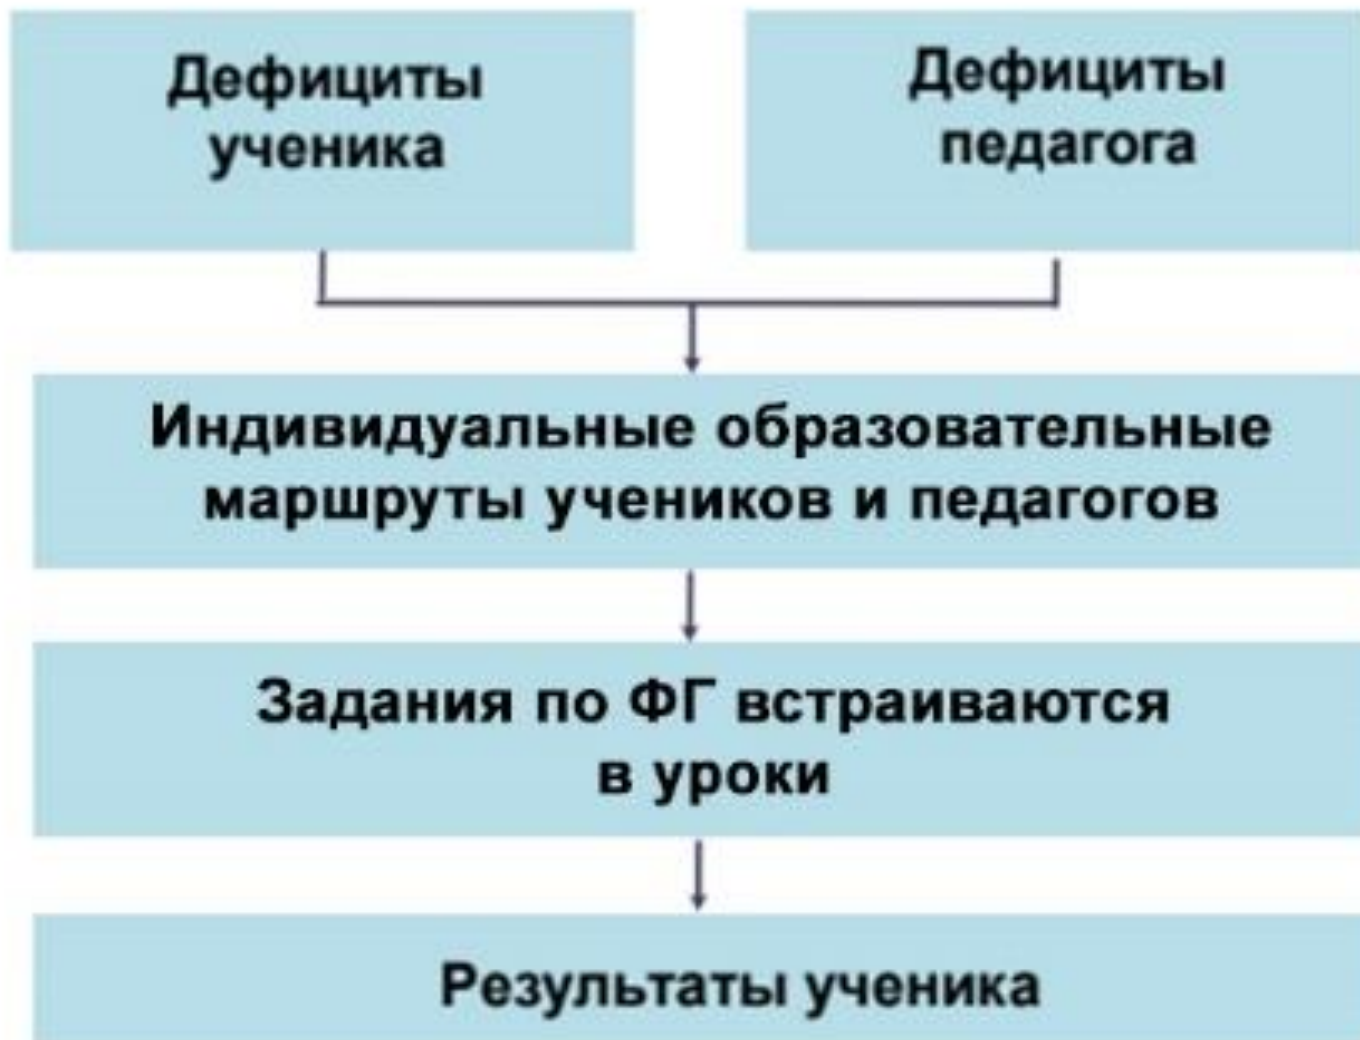 Дефициты
ученика
Дефициты
педагога
Индивидуальные образовательные
маршруты учеников и педагогов
Задания по ФГ встраиваются
в уроки
Результаты ученика